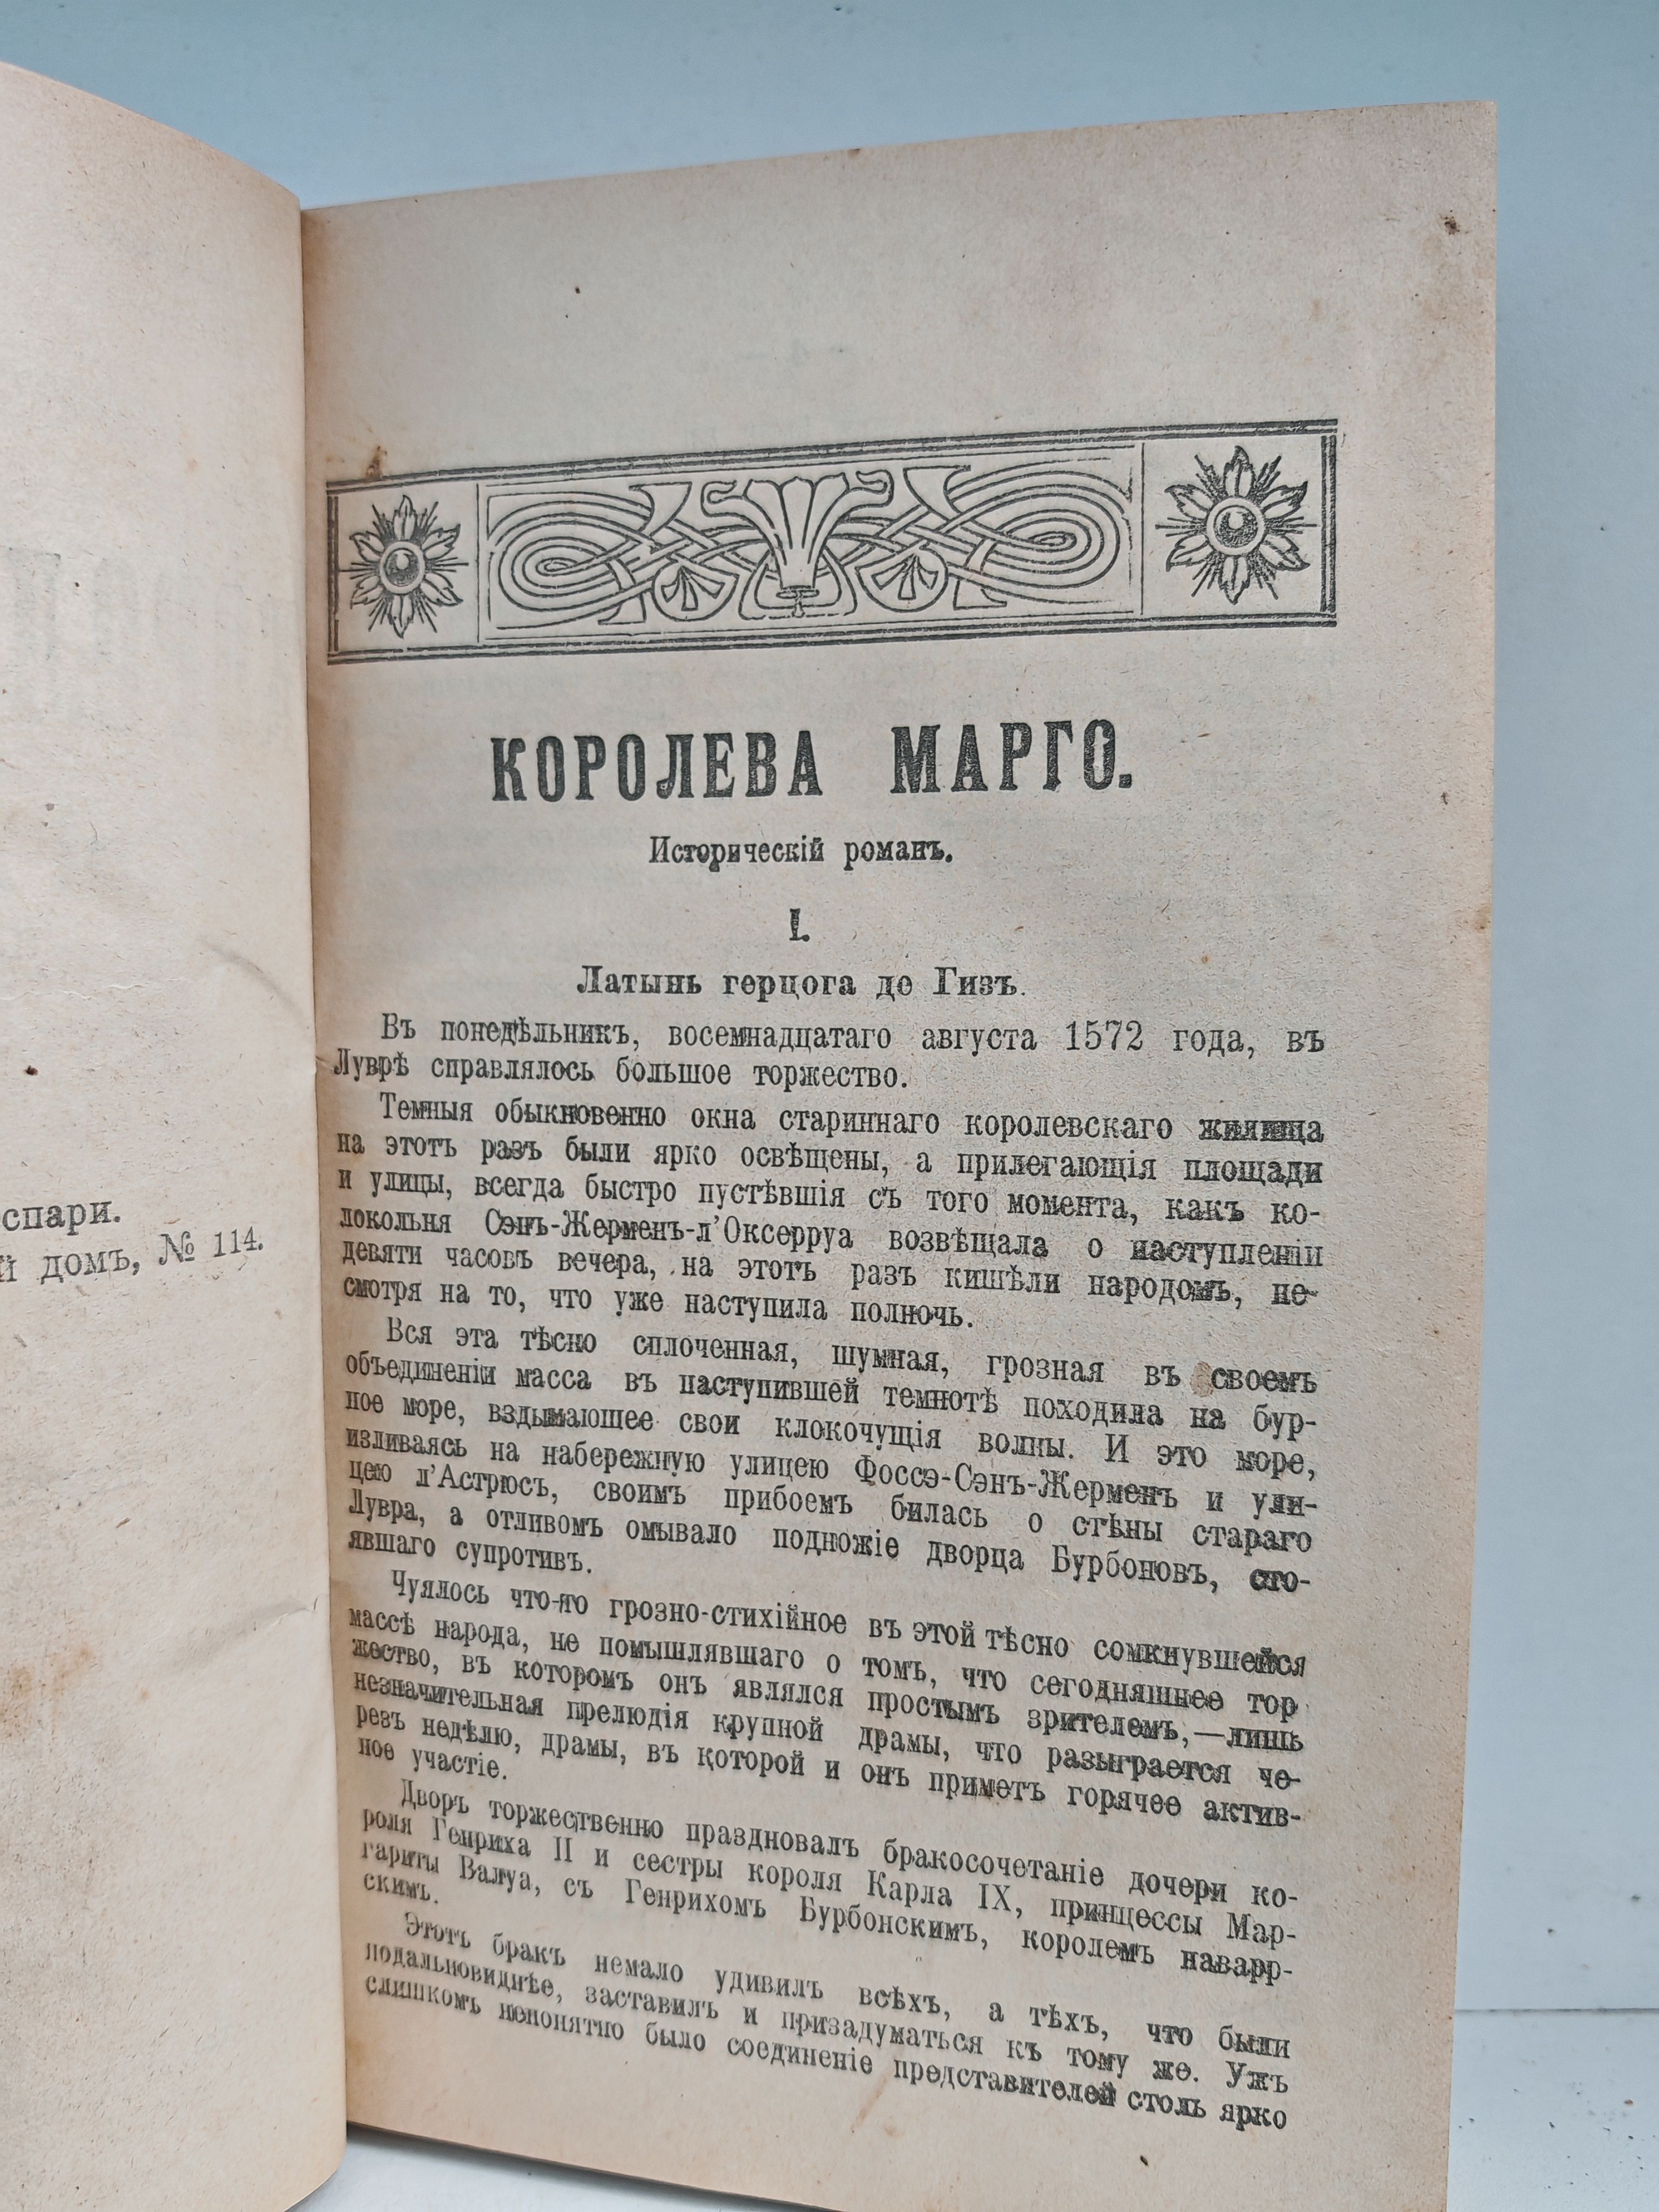 спари.
й домъ, № 114.
КОРОЛЕВА МАРГО.
Историческій романъ.
I.
Латынь герцога де Гизъ.
Въ понедѣльникъ, восемнадцатаго августа 1572 года, въ
Луврѣ справлялось большое торжество.
Темныя обыкновенно окна стариннаго королевскаго жилища
на этотъ разъ были ярко освѣщены, а прилегающія площади
и улицы, всегда быстро пустѣвшія съ того момента, какъ ко-
локольня Сэнъ-Жерменъ-л'Оксерруа возвѣщала о наступленіи
девяти часовъ вечера, на этотъ разъ кишѣли народомъ, не-
смотря на то, что уже наступила полночь.
Вся эта тѣсно сплоченная, шумная, грозная въ своемъ
объединеніи масса въ наступившей темнотѣ походила на бур-
ное море, вздымающее свои клокочущія волны. И это море,
изливаясь на набережную улицею Фоссэ-Сэнъ-Жерменъ и ули-
цею л'Астрюсъ, своимъ прибоемъ билась о стѣны стараго
Лувра, а отливомъ омывало подножіе дворца Бурбоновъ, сто-
явшаго супротивъ.
Чуялось что-то грозно-стихійное въ этой тѣсно сомкнувшейся
массѣ народа, не помышлявшаго о томъ, что сегодняшнее тор
жество, въ которомъ онъ являлся простымъ зрителемъ,—лишь
незначительная прелюдія крупной драмы, что разыграется че-
резъ недѣлю, драмы, въ которой и онъ приметъ горячее актив-
ное участіе.
Дворъ торжественно праздновалъ бракосочетаніе дочери ко-
роля Генриха II и сестры короля Карла IX, принцессы Мар-
гариты Валуа, съ Генрихомъ Бурбонскимъ, королемъ наварр-
скимъ.
Этотъ бракъ немало удивилъ всѣхъ, а тѣхъ, что были
подальновиднѣе, заставилъ и призадуматься къ тому же. Ужъ
слишкомъ непонятно было соединеніе представителей столь ярко